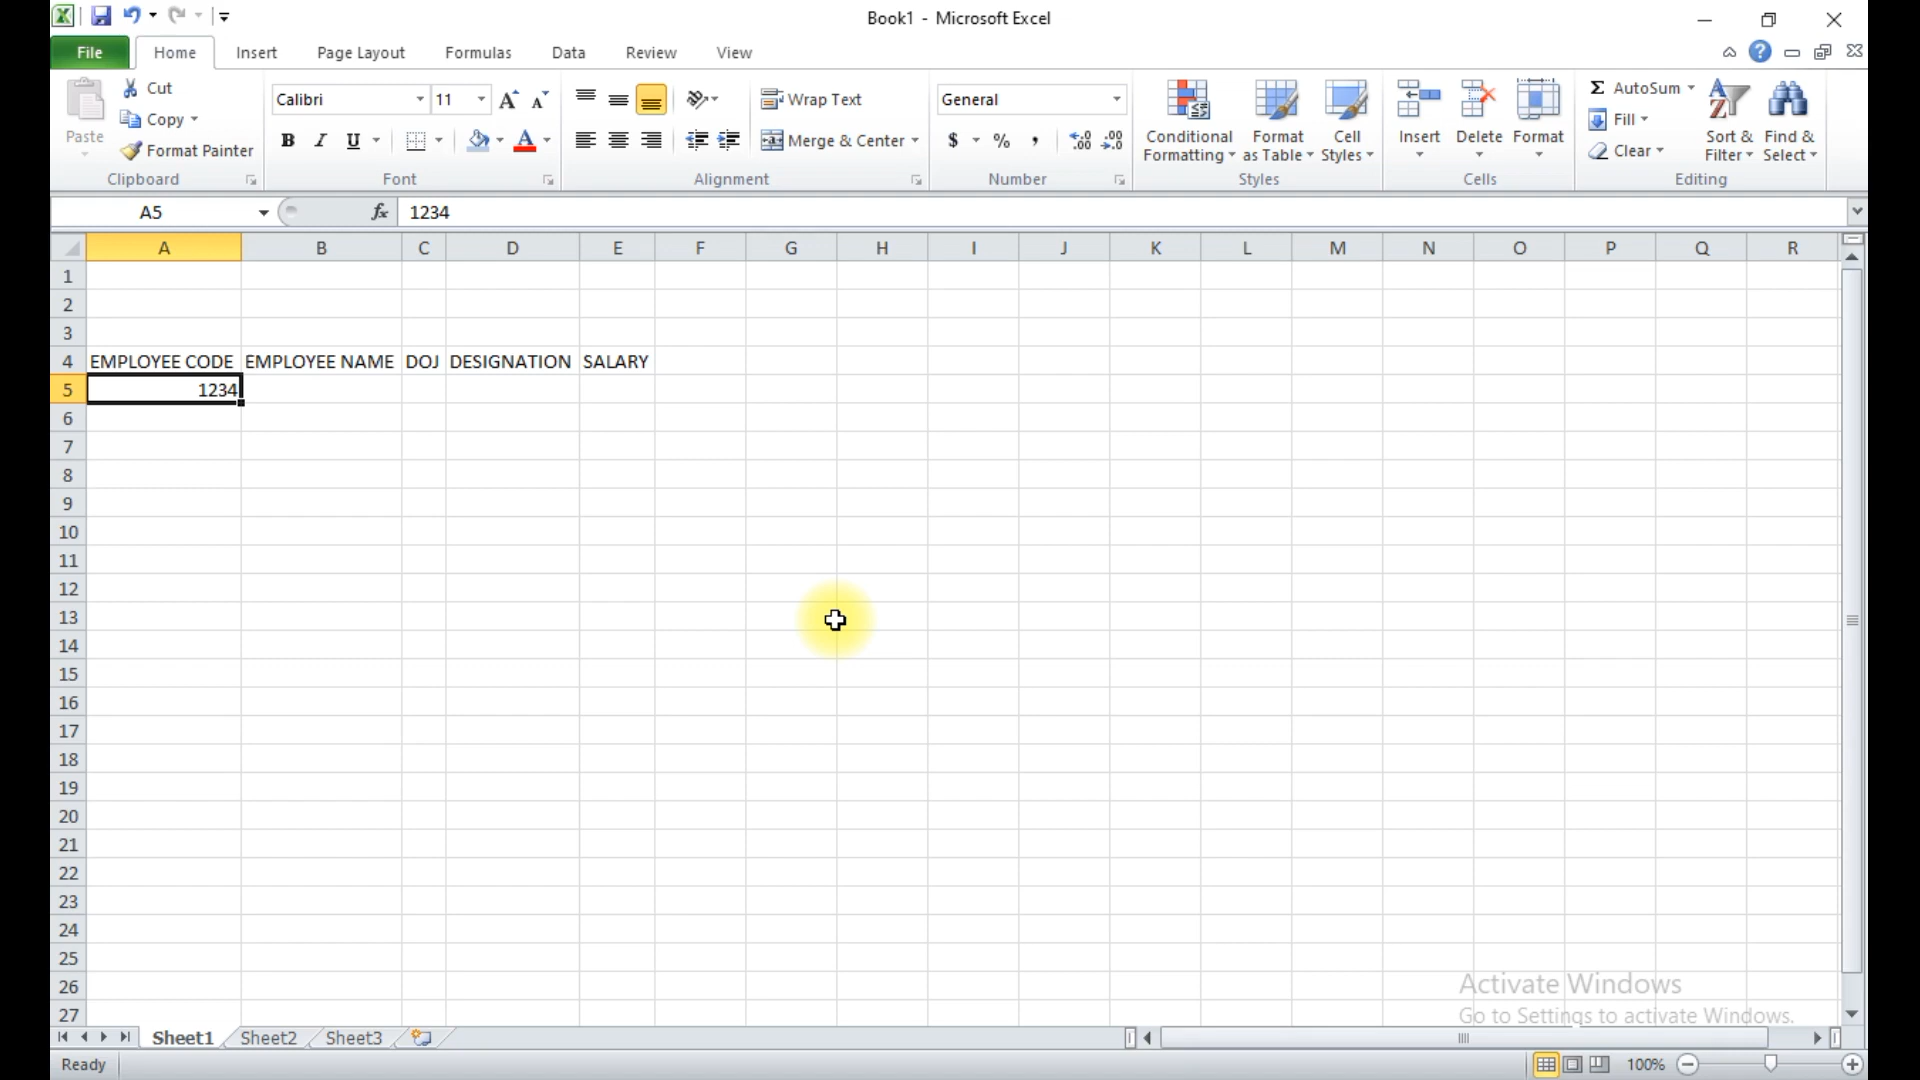 Book1 - Microsoft Excel
File Home Insert Page Layout Formulas Data Review View
Paste
Cut
Copy
Format Painter
Clipboard
Calibri 11
B I U A
Font
Wrap Text
Merge & Center
Alignment
General
$ % ,
Number
Conditional Formatting
Format as Table
Cell Styles
Styles
Insert Delete Format
Cells
Σ AutoSum
Fill
Clear
Sort & Filter
Find & Select
Editing
A5 fx 1234
A B C D E F G H I J K L M N O P Q R
1
2
3
4 EMPLOYEE CODE EMPLOYEE NAME DOJ DESIGNATION SALARY
5 1234
6
7
8
9
10
11
12
13
14
15
16
17
18
19
20
21
22
23
24
25
26
27
Activate Windows
Go to Settings to activate Windows.
Sheet1 Sheet2 Sheet3
Ready 100%